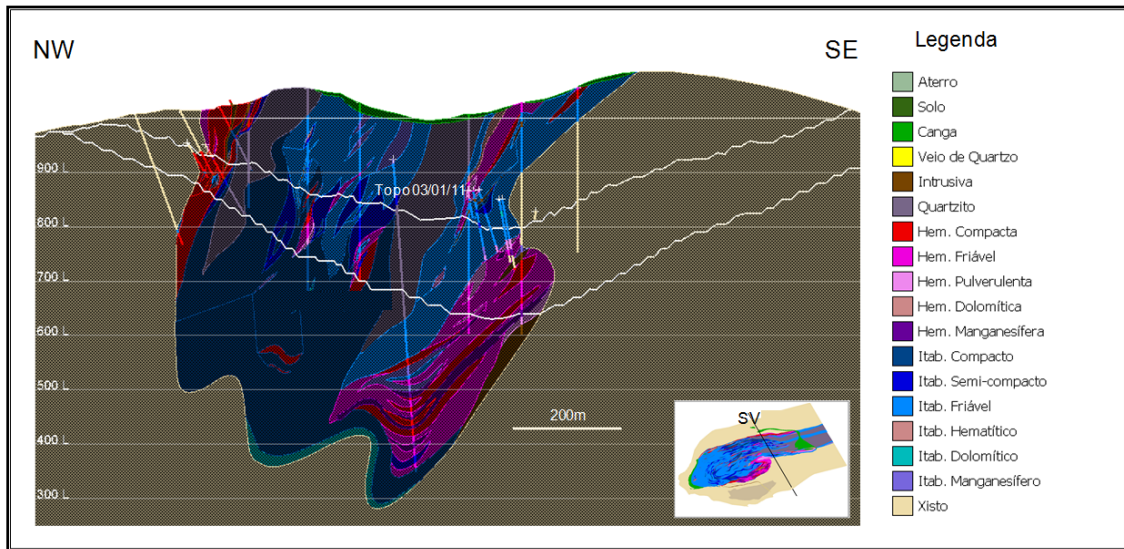 NW
SE
Legenda
Aterro
Solo
Canga
Veio de Quartzo
Intrusiva
Quartzito
Hem. Compacta
Hem. Friável
Hem. Pulverulenta
Hem. Dolomítica
Hem. Manganesífera
Itab. Compacto
Itab. Semi-compacto
Itab. Friável
Itab. Hematítico
Itab. Dolomítico
Itab. Manganesífero
Xisto
900 L
Topo 03/01/11
800 L
700 L
600 L
500 L
400 L
300 L
200m
SV